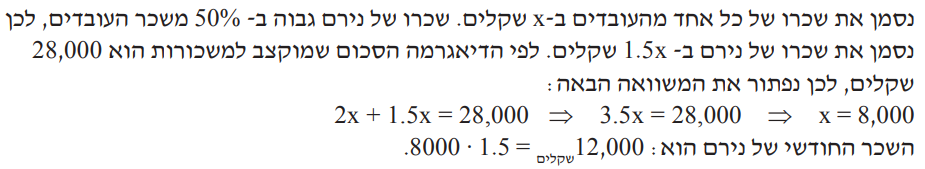 נסמן את שכרו של כל אחד מהעובדים ב-x שקלים. שכרו של נירם גבוה ב- 50% משכר העובדים, לכן
נסמן את שכרו של נירם ב- 1.5x שקלים. לפי הדיאגרמה הסכום שמוקצב למשכורות הוא 28,000
שקלים, לכן נפתור את המשוואה הבאה:
2x + 1.5x = 28,000 ⇒ 3.5x = 28,000 ⇒ x = 8,000
השכר החודשי של נירם הוא: 8000 · 1.5 = 12,000 שקלים.